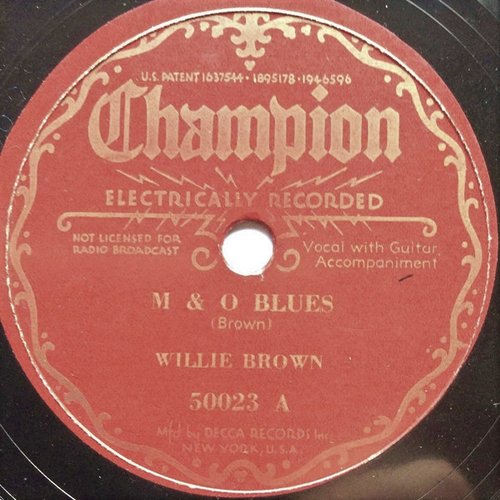 U.S. PATENT 1637544 • 1895178 • 1946596
Champion
ELECTRICALLY RECORDED
NOT LICENSED FOR
RADIO BROADCAST
Vocal with Guitar
Accompaniment
M & O BLUES
(Brown)
WILLIE BROWN
50023 A
Mf'd by DECCA RECORDS Inc.
NEW YORK, U.S.A.